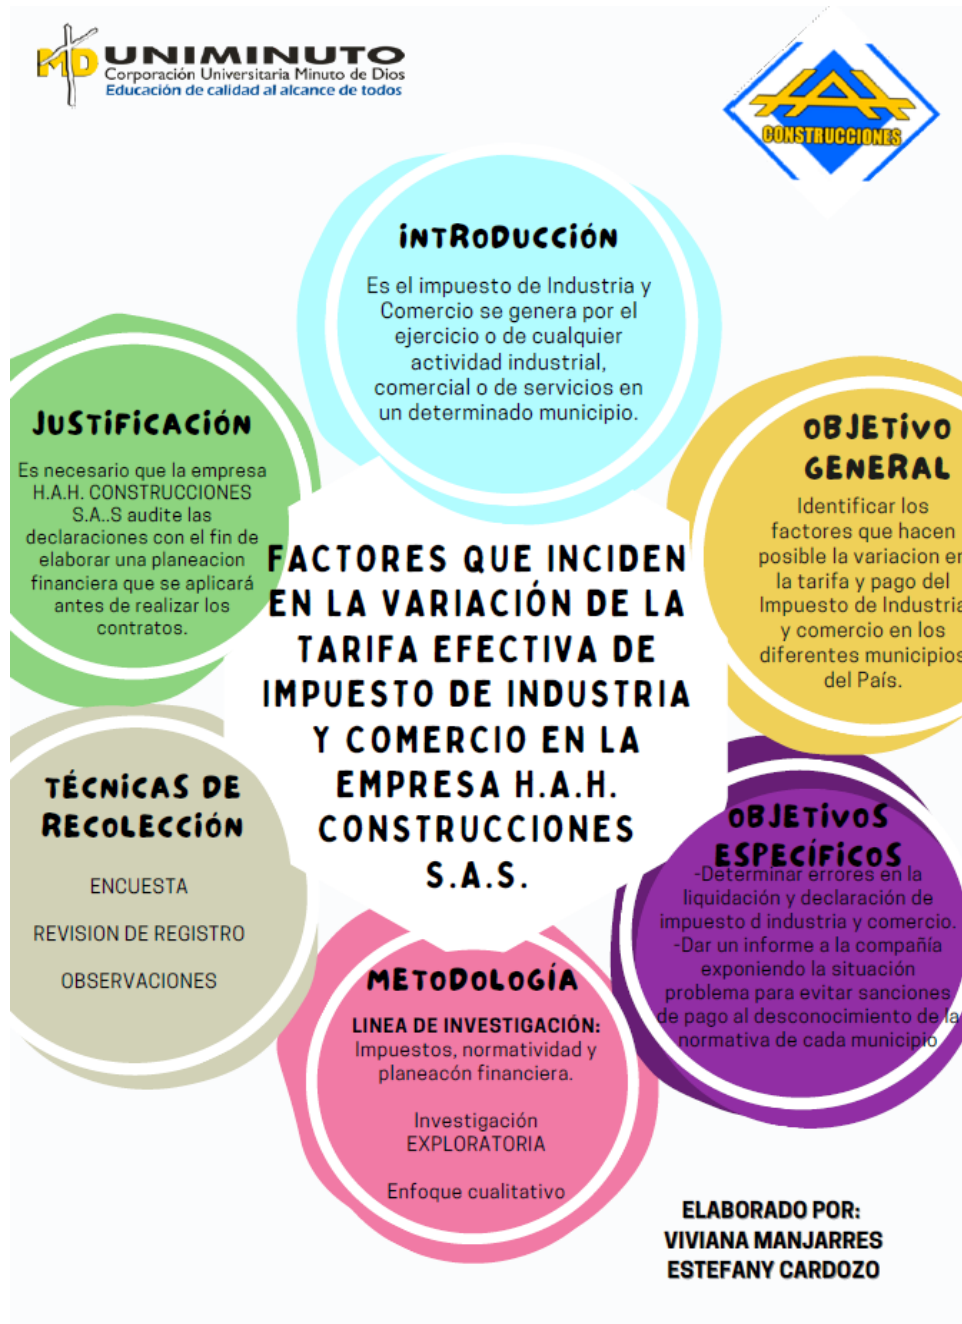 UNIMINUTO
Corporación Universitaria Minuto de Dios
Educación de calidad al alcance de todos
HAH
CONSTRUCCIONES
INTRODUCCIÓN
Es el impuesto de Industria y
Comercio se genera por el
ejercicio o de cualquier
actividad industrial,
comercial o de servicios en
un determinado municipio.
JUSTIFICACIÓN
Es necesario que la empresa
H.A.H. CONSTRUCCIONES
S.A..S audite las
declaraciones con el fin de
elaborar una planeacion
financiera que se aplicará
antes de realizar los
contratos.
OBJETIVO
GENERAL
Identificar los
factores que hacen
posible la variacion en
la tarifa y pago del
Impuesto de Industria
y comercio en los
diferentes municipios
del País.
FACTORES QUE INCIDEN
EN LA VARIACIÓN DE LA
TARIFA EFECTIVA DE
IMPUESTO DE INDUSTRIA
Y COMERCIO EN LA
EMPRESA H.A.H.
CONSTRUCCIONES
S.A.S.
TÉCNICAS DE
RECOLECCIÓN
ENCUESTA
REVISION DE REGISTRO
OBSERVACIONES
OBJETIVOS
ESPECÍFICOS
-Determinar errores en la
liquidación y declaración de
impuesto d industria y comercio.
-Dar un informe a la compañía
exponiendo la situación
problema para evitar sanciones
de pago al desconocimiento de la
normativa de cada municipio
METODOLOGÍA
LINEA DE INVESTIGACIÓN:
Impuestos, normatividad y
planeacón financiera.
Investigación
EXPLORATORIA
Enfoque cualitativo
ELABORADO POR:
VIVIANA MANJARRES
ESTEFANY CARDOZO